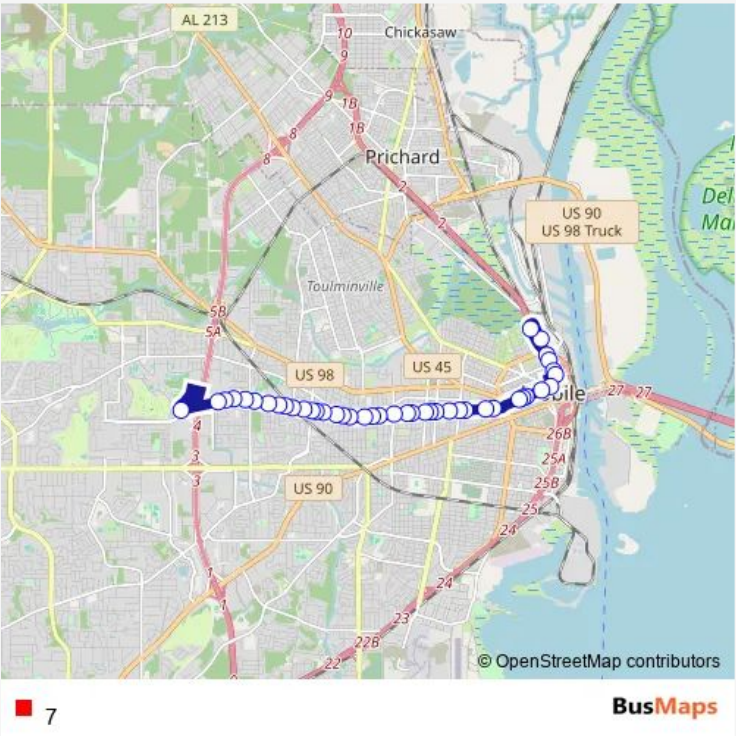 AL 213
Chickasaw
10
9
9
1B
8
1B
8
Prichard
2
US 90
US 98 Truck
Del
Ma
2
Toulminville
5B
5A
US 98
US 45
bile
27
27
4
26B
3
25A
3
US 90
25B
25
24
1
24
1
23
22B
22
© OpenStreetMap contributors
7
BusMaps